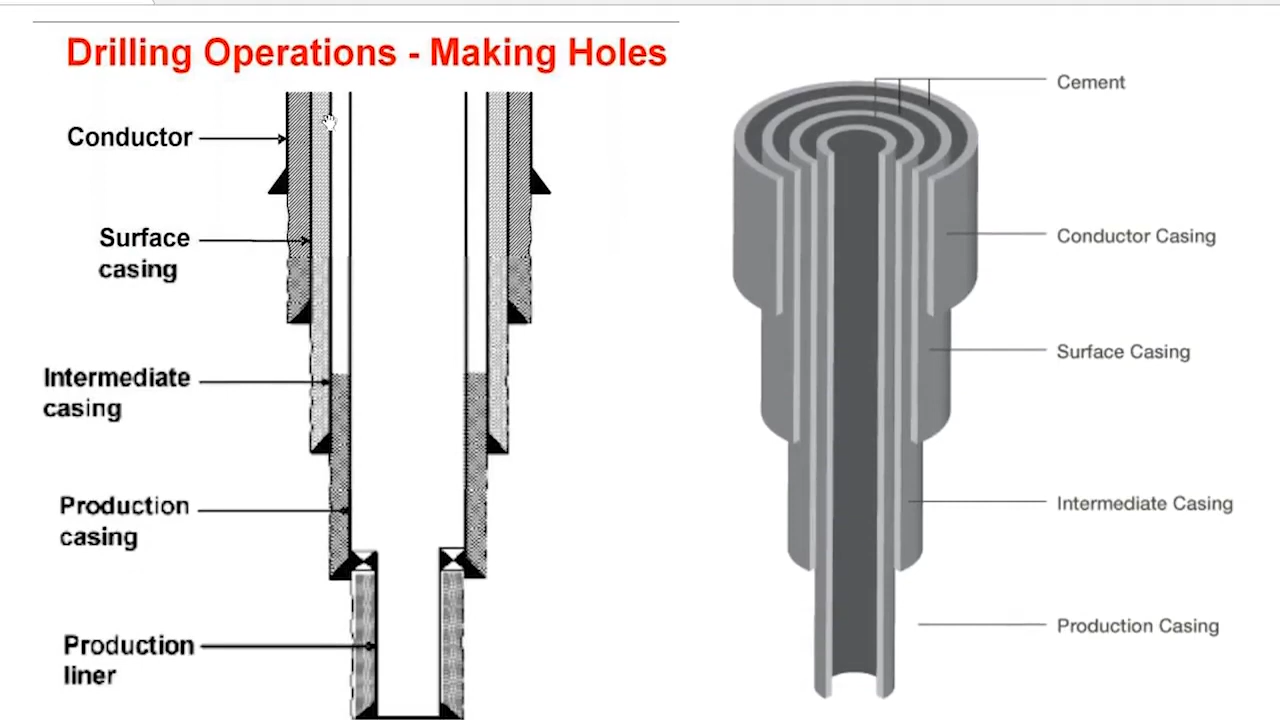 Drilling Operations - Making Holes
Conductor
Surface
casing
Intermediate
casing
Production
casing
Production
liner
Cement
Conductor Casing
Surface Casing
Intermediate Casing
Production Casing